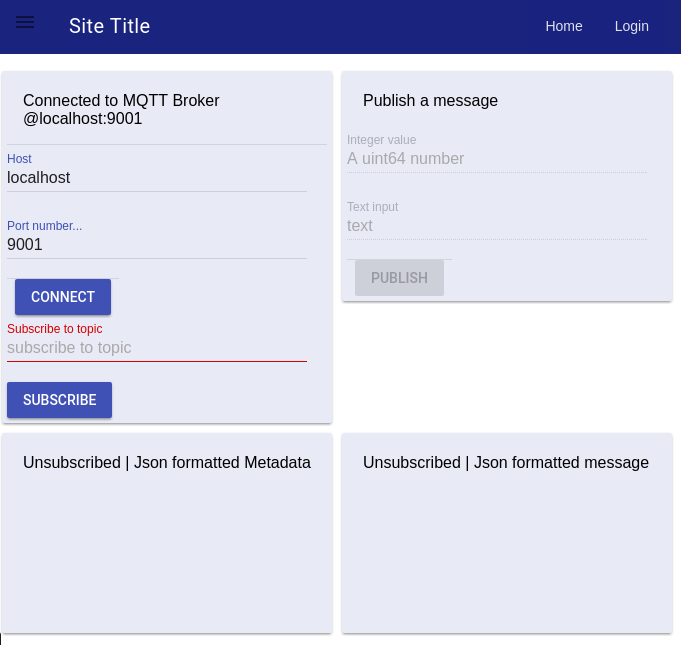 Site Title
Home
Login
Connected to MQTT Broker
@localhost:9001
Host
localhost
Port number...
9001
CONNECT
Subscribe to topic
subscribe to topic
SUBSCRIBE
Publish a message
Integer value
A uint64 number
Text input
text
PUBLISH
Unsubscribed | Json formatted Metadata
Unsubscribed | Json formatted message